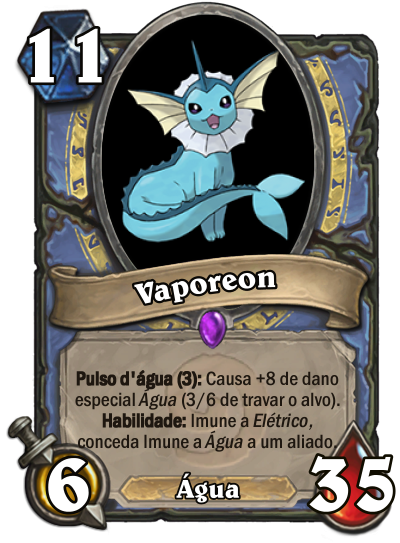 11
Vaporeon
Pulso d'água (3): Causa +8 de dano
especial Água (3/6 de travar o alvo).
Habilidade: Imune a Elétrico,
conceda Imune a Água a um aliado.
6
Água
35